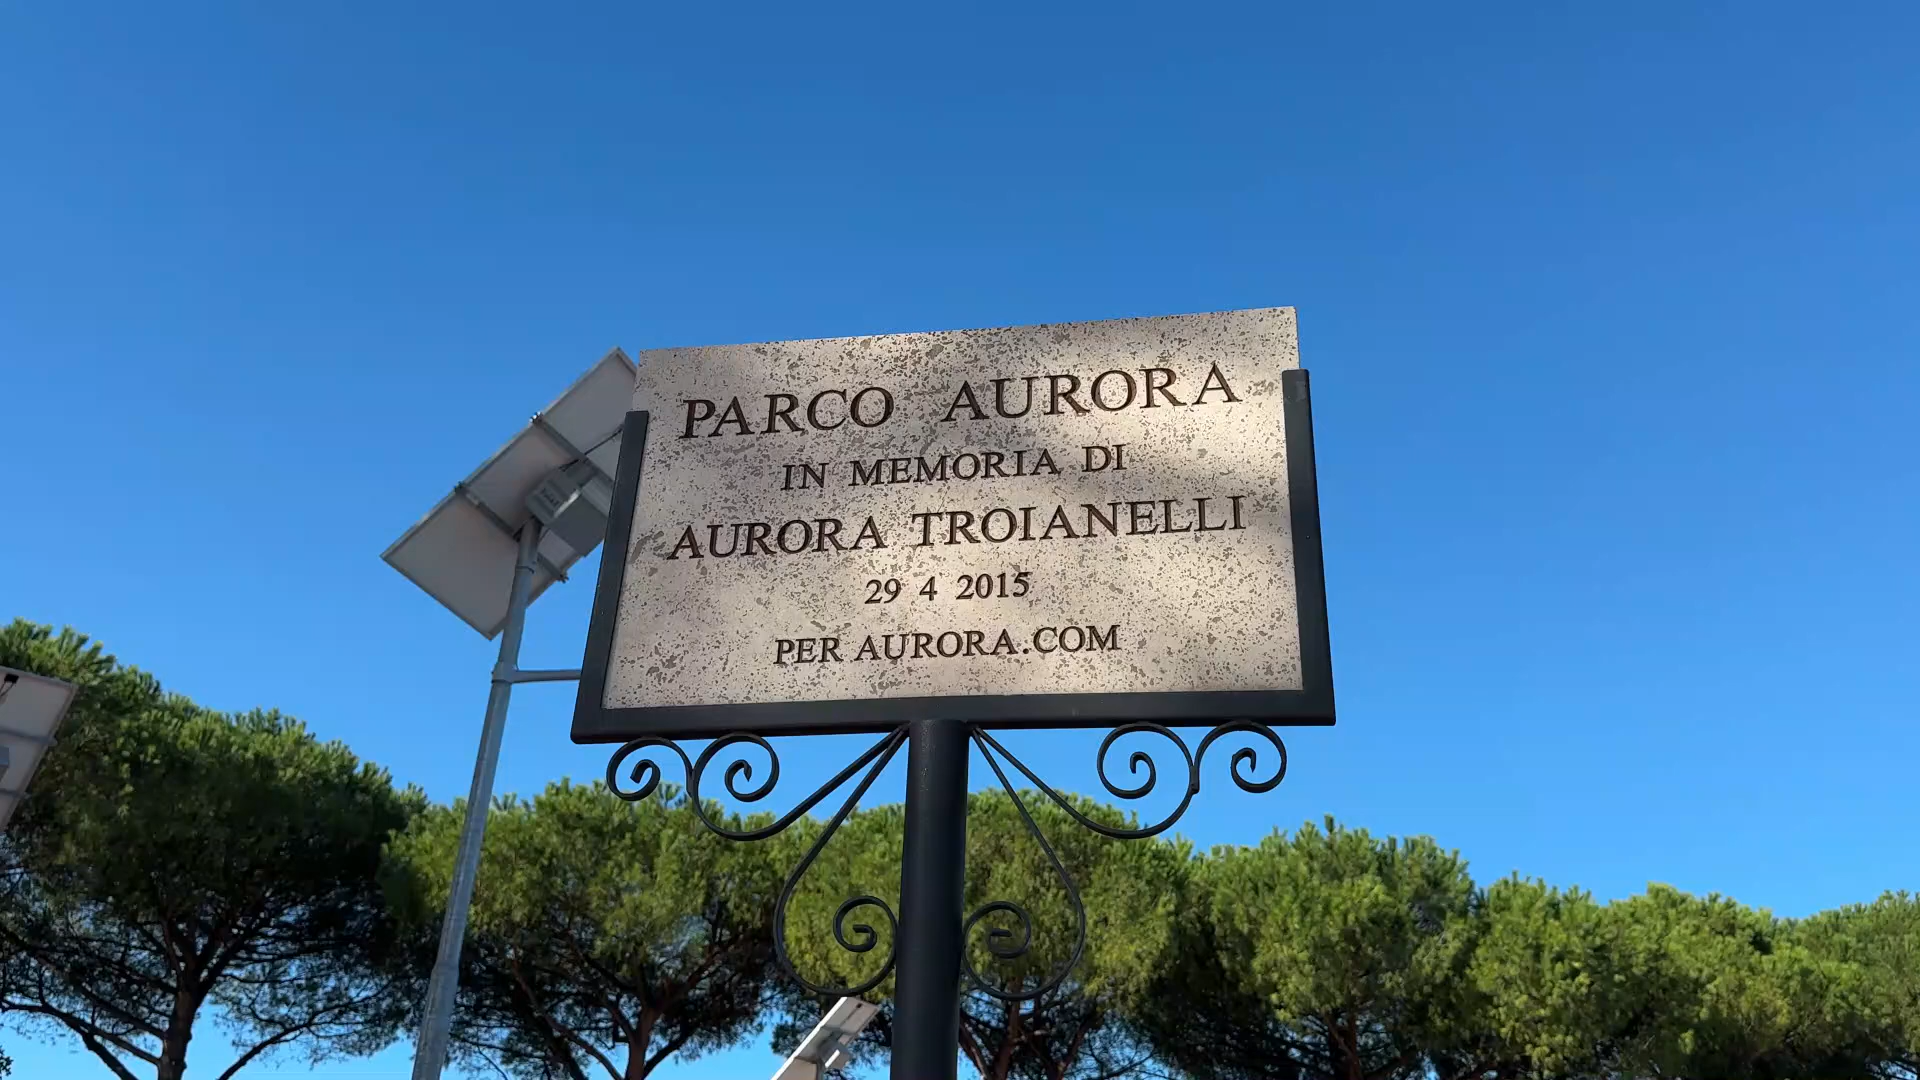 PARCO AURORA
IN MEMORIA DI
AURORA TROIANELLI
29 4 2015
PER AURORA.COM